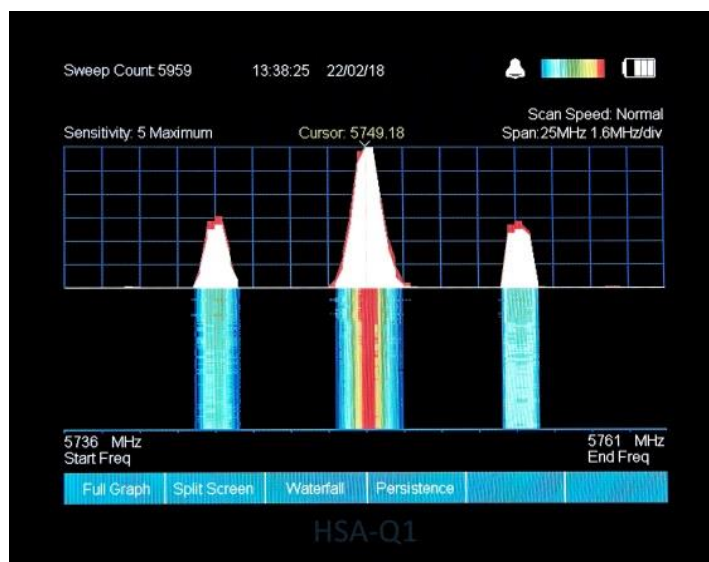 Sweep Count: 5959 13:38:25 22/02/18
Scan Speed: Normal
Sensitivity: 5 Maximum Cursor: 5749.18 Span:25MHz 1.6MHz/div
5736 MHz 5761 MHz
Start Freq End Freq
Full Graph Split Screen Waterfall Persistence
HSA-Q1